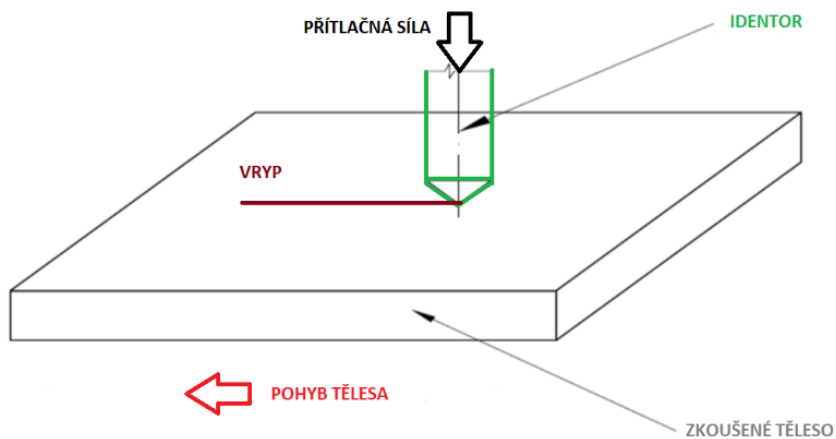 IDENTOR
PŘÍTLAČNÁ SÍLA
VRYP
POHYB TĚLESA
ZKOUŠENÉ TĚLESO